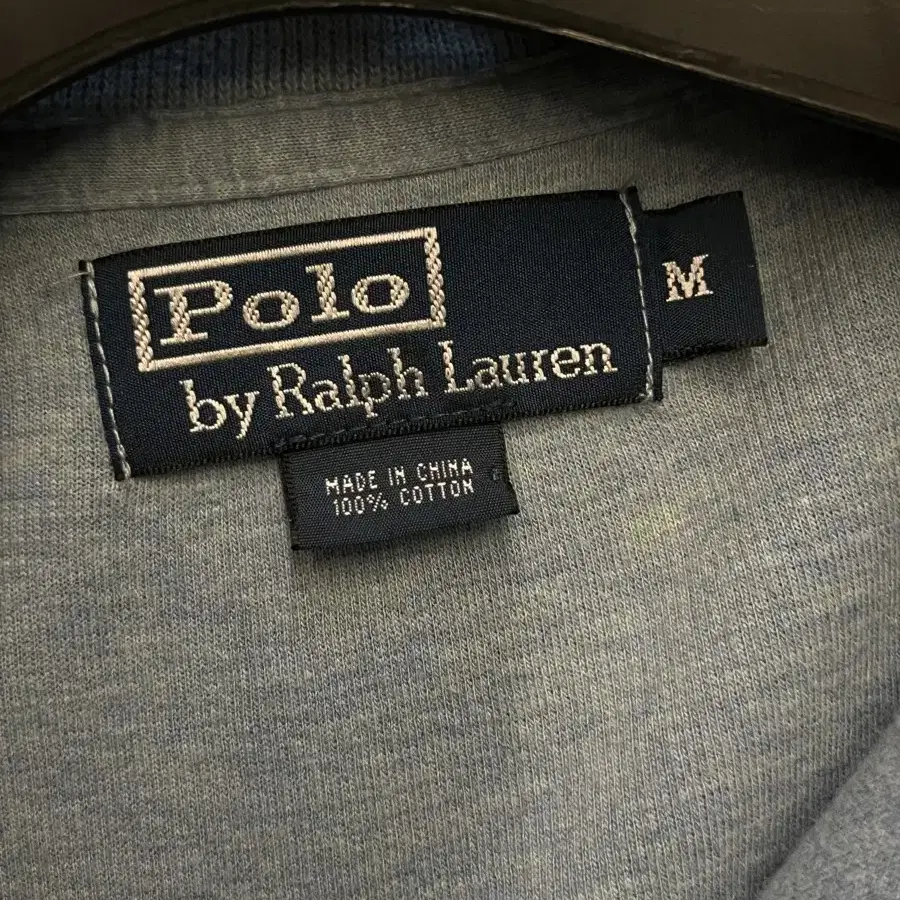 Polo
by Ralph Lauren
M
MADE IN CHINA
100% COTTON